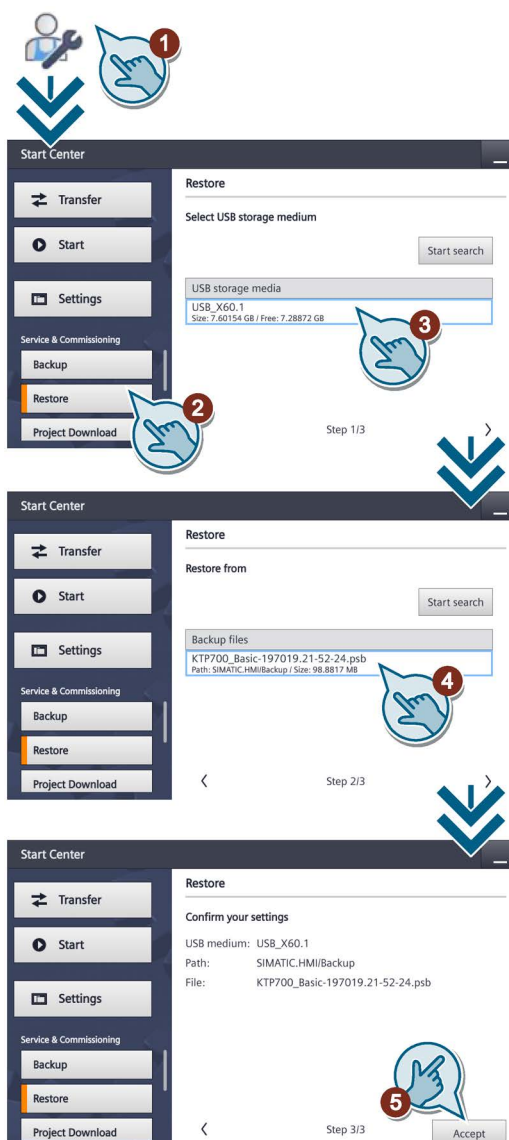 1
Start Center
Transfer
Start
Settings
Service & Commissioning
Backup
Restore
Project Download
2
Restore
Select USB storage medium
Start search
USB storage media
USB_X60.1
Size: 7.60154 GB / Free: 7.28872 GB
3
Step 1/3
Start Center
Transfer
Start
Settings
Service & Commissioning
Backup
Restore
Project Download
Restore
Restore from
Start search
Backup files
KTP700_Basic-197019.21-52-24.psb
Path: SIMATIC.HMI/Backup / Size: 98.8817 MB
4
Step 2/3
Start Center
Transfer
Start
Settings
Service & Commissioning
Backup
Restore
Project Download
Restore
Confirm your settings
USB medium: USB_X60.1
Path: SIMATIC.HMI/Backup
File: KTP700_Basic-197019.21-52-24.psb
5
Step 3/3
Accept